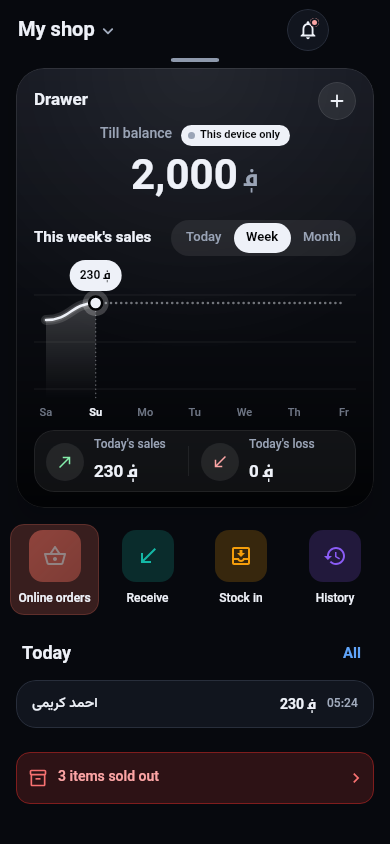 My shop
Drawer
Till balance This device only
2,000 ؋
This week's sales Today Week Month
230 ؋
Sa Su Mo Tu We Th Fr
Today's sales
230 ؋
Today's loss
0 ؋
Online orders Receive Stock in History
Today All
احمد کریمی 230 ؋ 05:24
3 items sold out